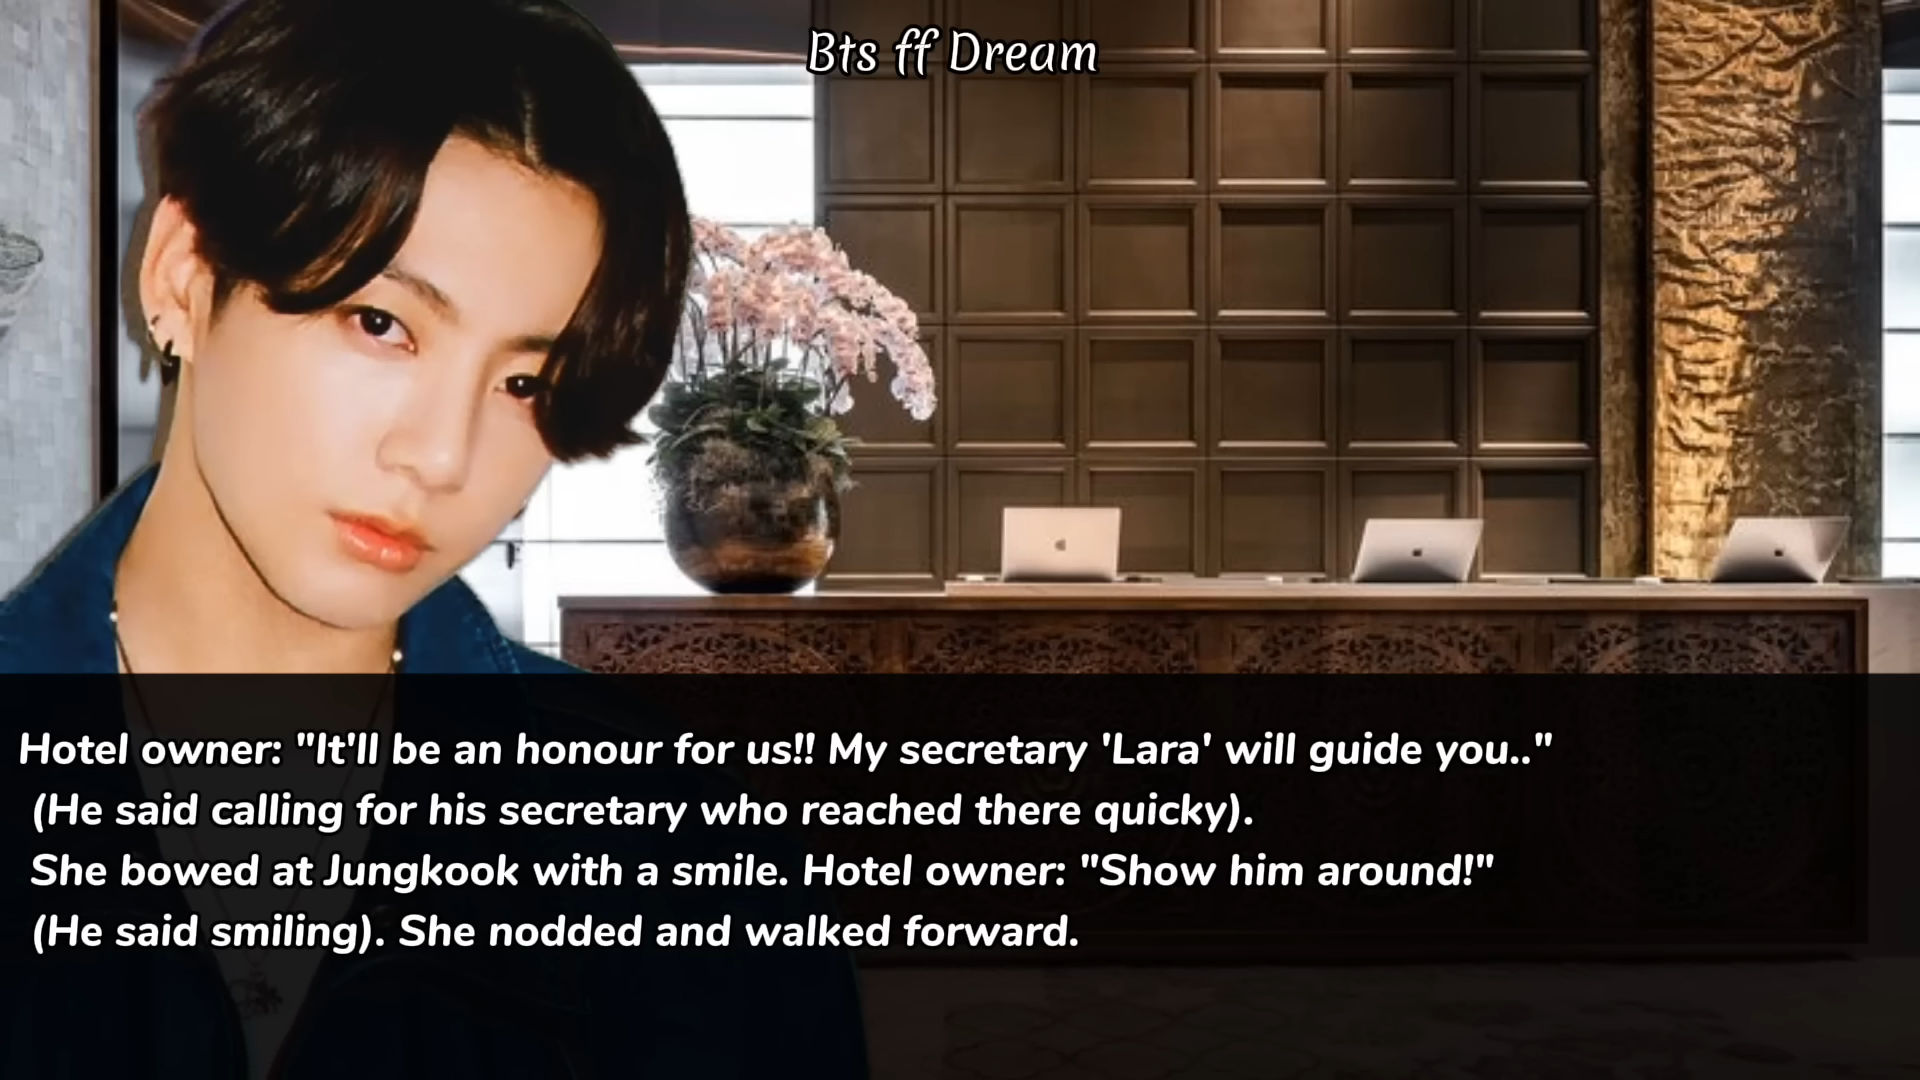 Bts ff Dream
Hotel owner: "It'll be an honour for us!! My secretary 'Lara' will guide you.."
(He said calling for his secretary who reached there quicky).
She bowed at Jungkook with a smile. Hotel owner: "Show him around!"
(He said smiling). She nodded and walked forward.